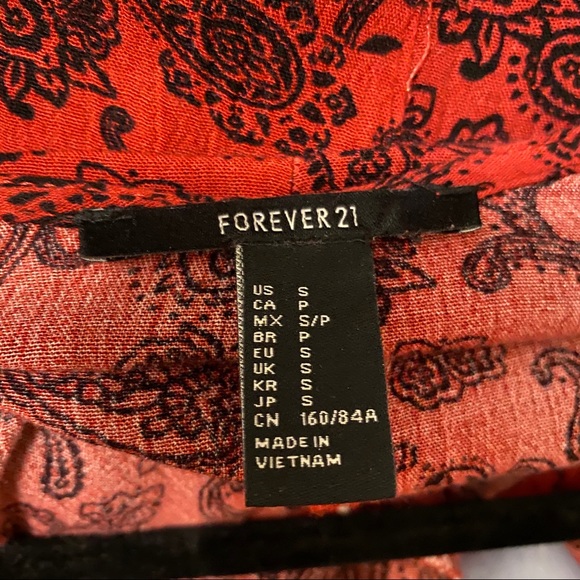 FOREVER 21
US S
CA P
MX S/P
BR P
EU S
UK S
KR S
JP S
CN 160/84A
MADE IN
VIETNAM